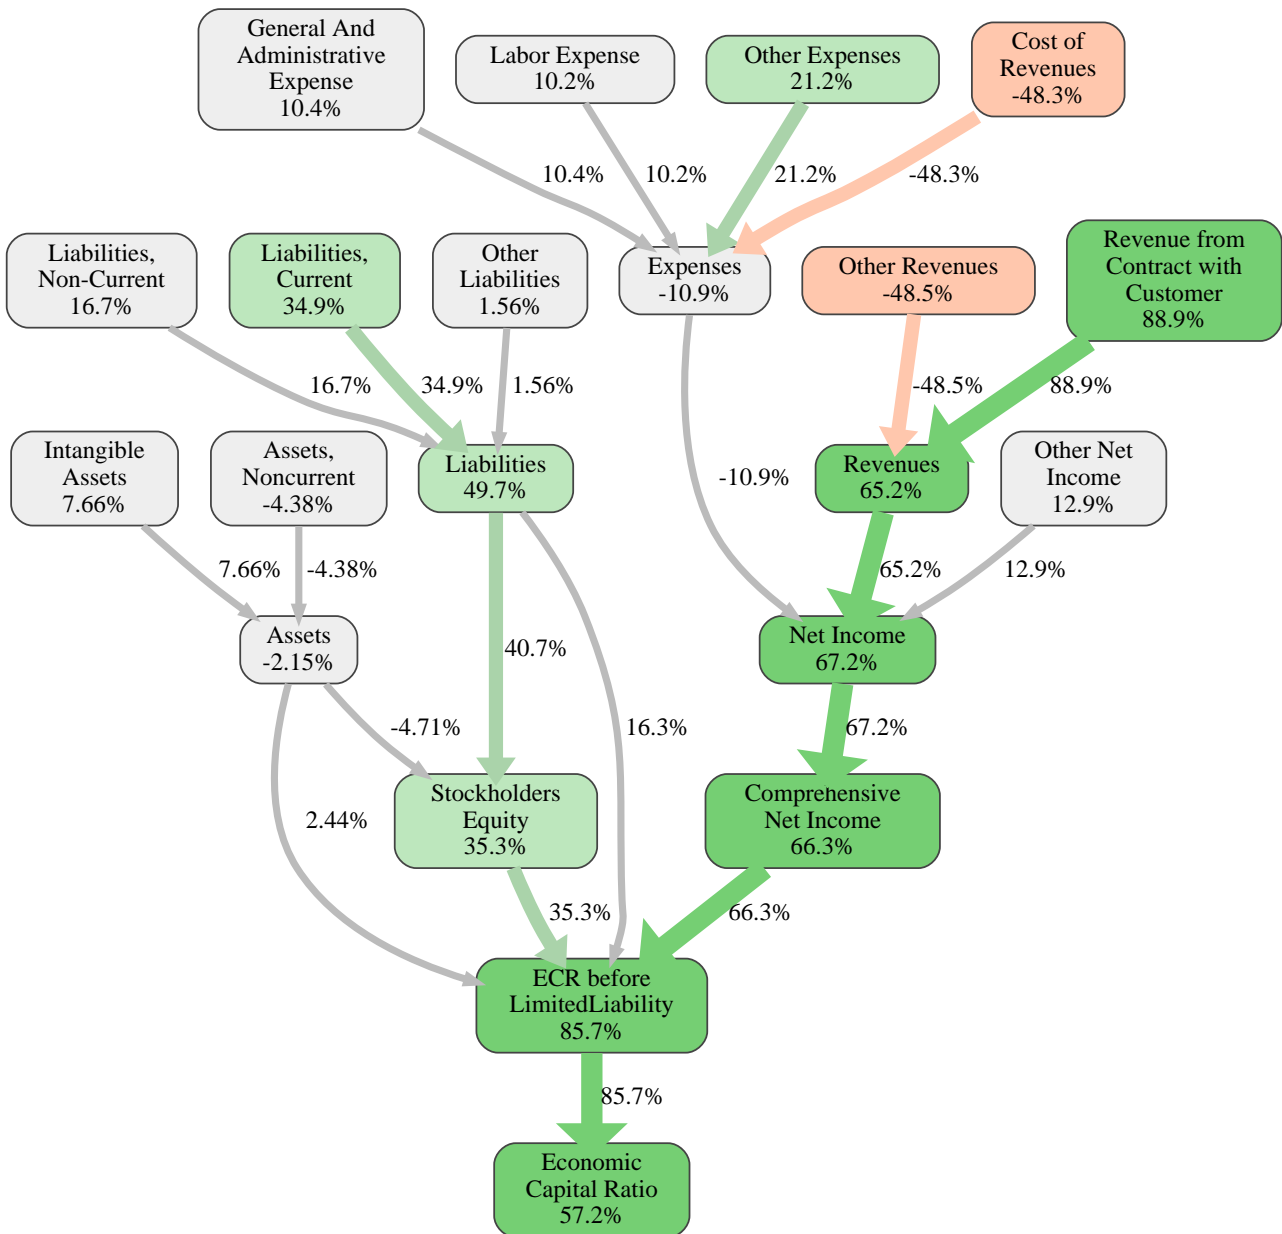 General And
Administrative
Expense
10.4%
Labor Expense
10.2%
Other Expenses
21.2%
Cost of
Revenues
-48.3%
10.4%
10.2%
21.2%
-48.3%
Liabilities,
Non-Current
16.7%
Liabilities,
Current
34.9%
Other
Liabilities
1.56%
Expenses
-10.9%
Other Revenues
-48.5%
Revenue from
Contract with
Customer
88.9%
16.7%
34.9%
1.56%
-48.5%
88.9%
Intangible
Assets
7.66%
Assets,
Noncurrent
-4.38%
Liabilities
49.7%
-10.9%
Revenues
65.2%
Other Net
Income
12.9%
7.66%
-4.38%
65.2%
12.9%
Assets
-2.15%
40.7%
Net Income
67.2%
-4.71%
16.3%
67.2%
2.44%
Stockholders
Equity
35.3%
Comprehensive
Net Income
66.3%
35.3%
66.3%
ECR before
LimitedLiability
85.7%
85.7%
Economic
Capital Ratio
57.2%